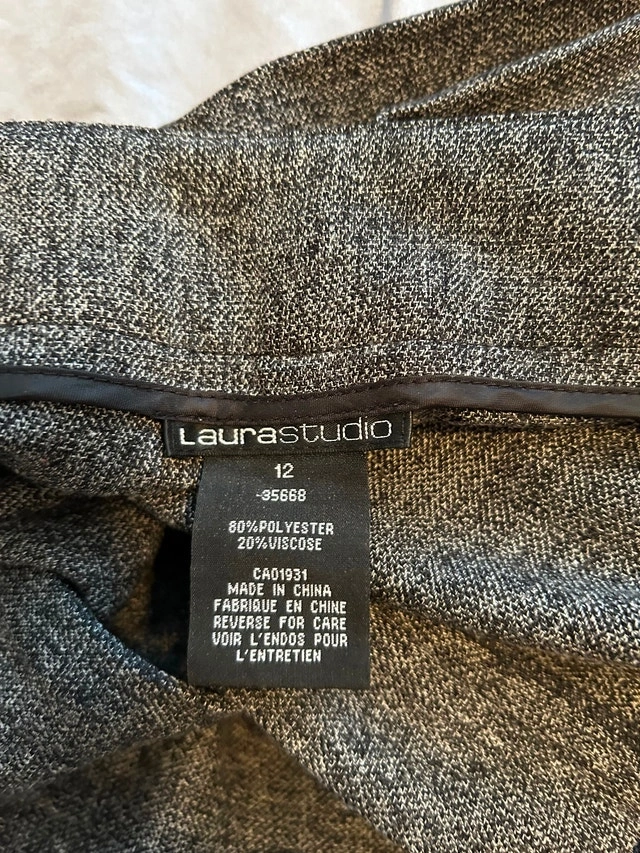 Laurastudio
12
-35668
80%POLYESTER
20%VISCOSE
CA01931
MADE IN CHINA
FABRIQUE EN CHINE
REVERSE FOR CARE
VOIR L'ENDOS POUR
L'ENTRETIEN